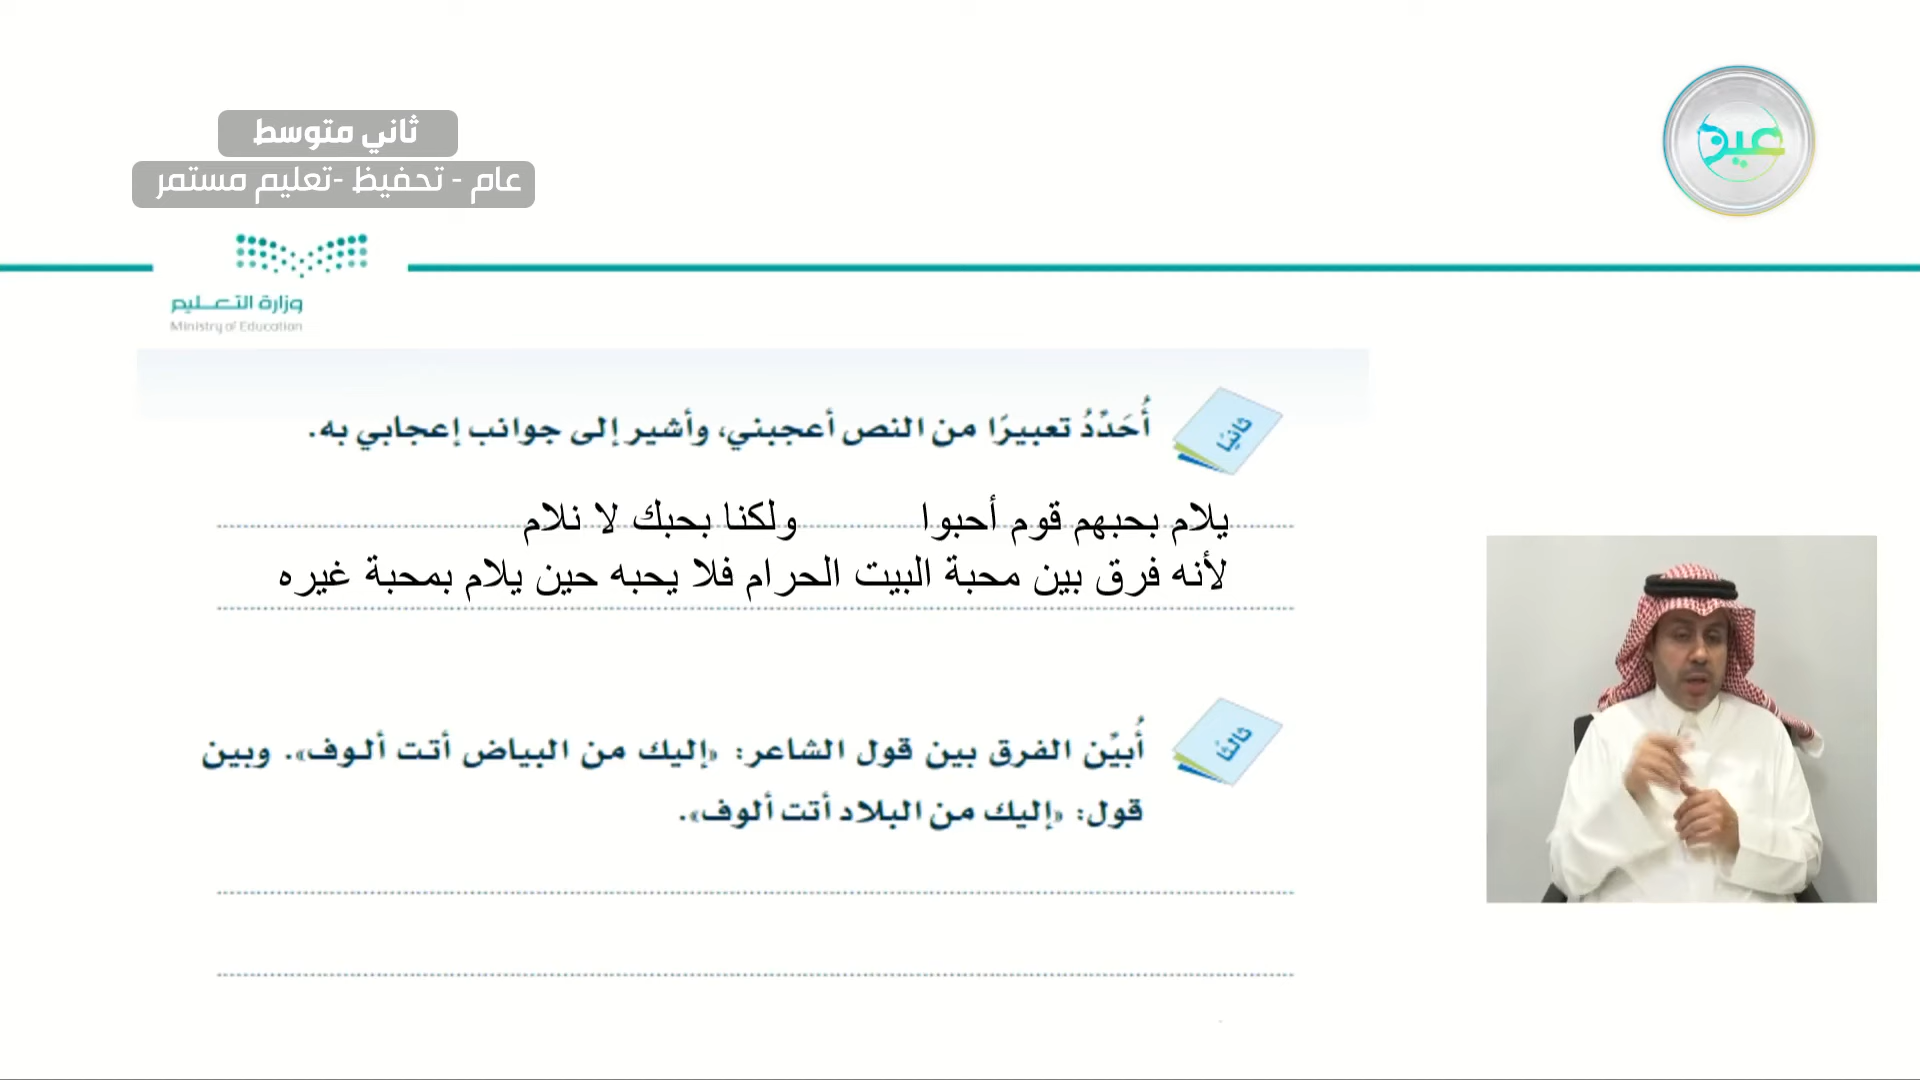 ثاني متوسط
عام - تحفيظ -تعليم مستمر
عين
وزارة التعليم
Ministry of Education
ثانيًا
أُحَدِّدُ تعبيرًا من النص أعجبني، وأشير إلى جوانب إعجابي به.
يلام بحبهم قوم أحبوا ولكنا بحبك لا نلام
لأنه فرق بين محبة البيت الحرام فلا يحبه حين يلام بمحبة غيره
ثالثًا
أُبيِّن الفرق بين قول الشاعر: «إليك من البياض أتت ألوف». وبين
قول: «إليك من البلاد أتت ألوف».